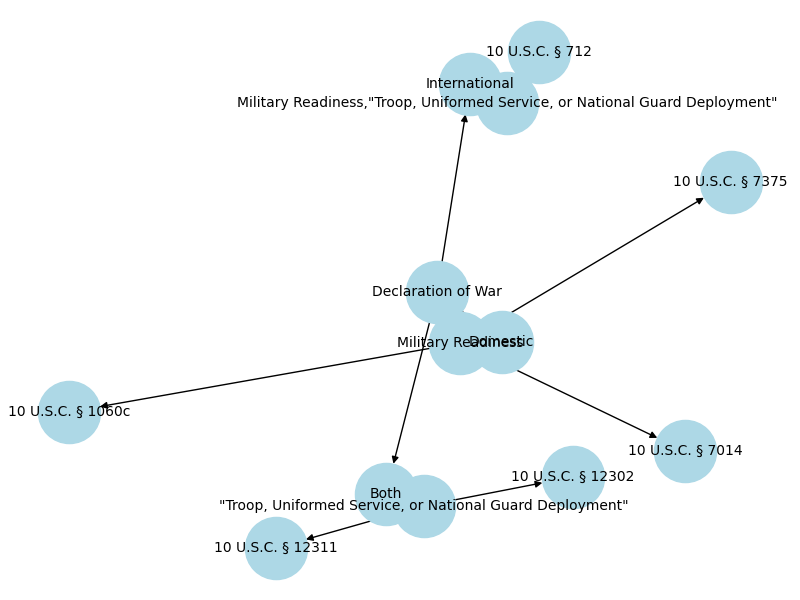 10 U.S.C. § 712
International
Military Readiness,"Troop, Uniformed Service, or National Guard Deployment"
10 U.S.C. § 7375
Declaration of War
Military Readiness
Domestic
10 U.S.C. § 1060c
10 U.S.C. § 7014
10 U.S.C. § 12302
Both
"Troop, Uniformed Service, or National Guard Deployment"
10 U.S.C. § 12311